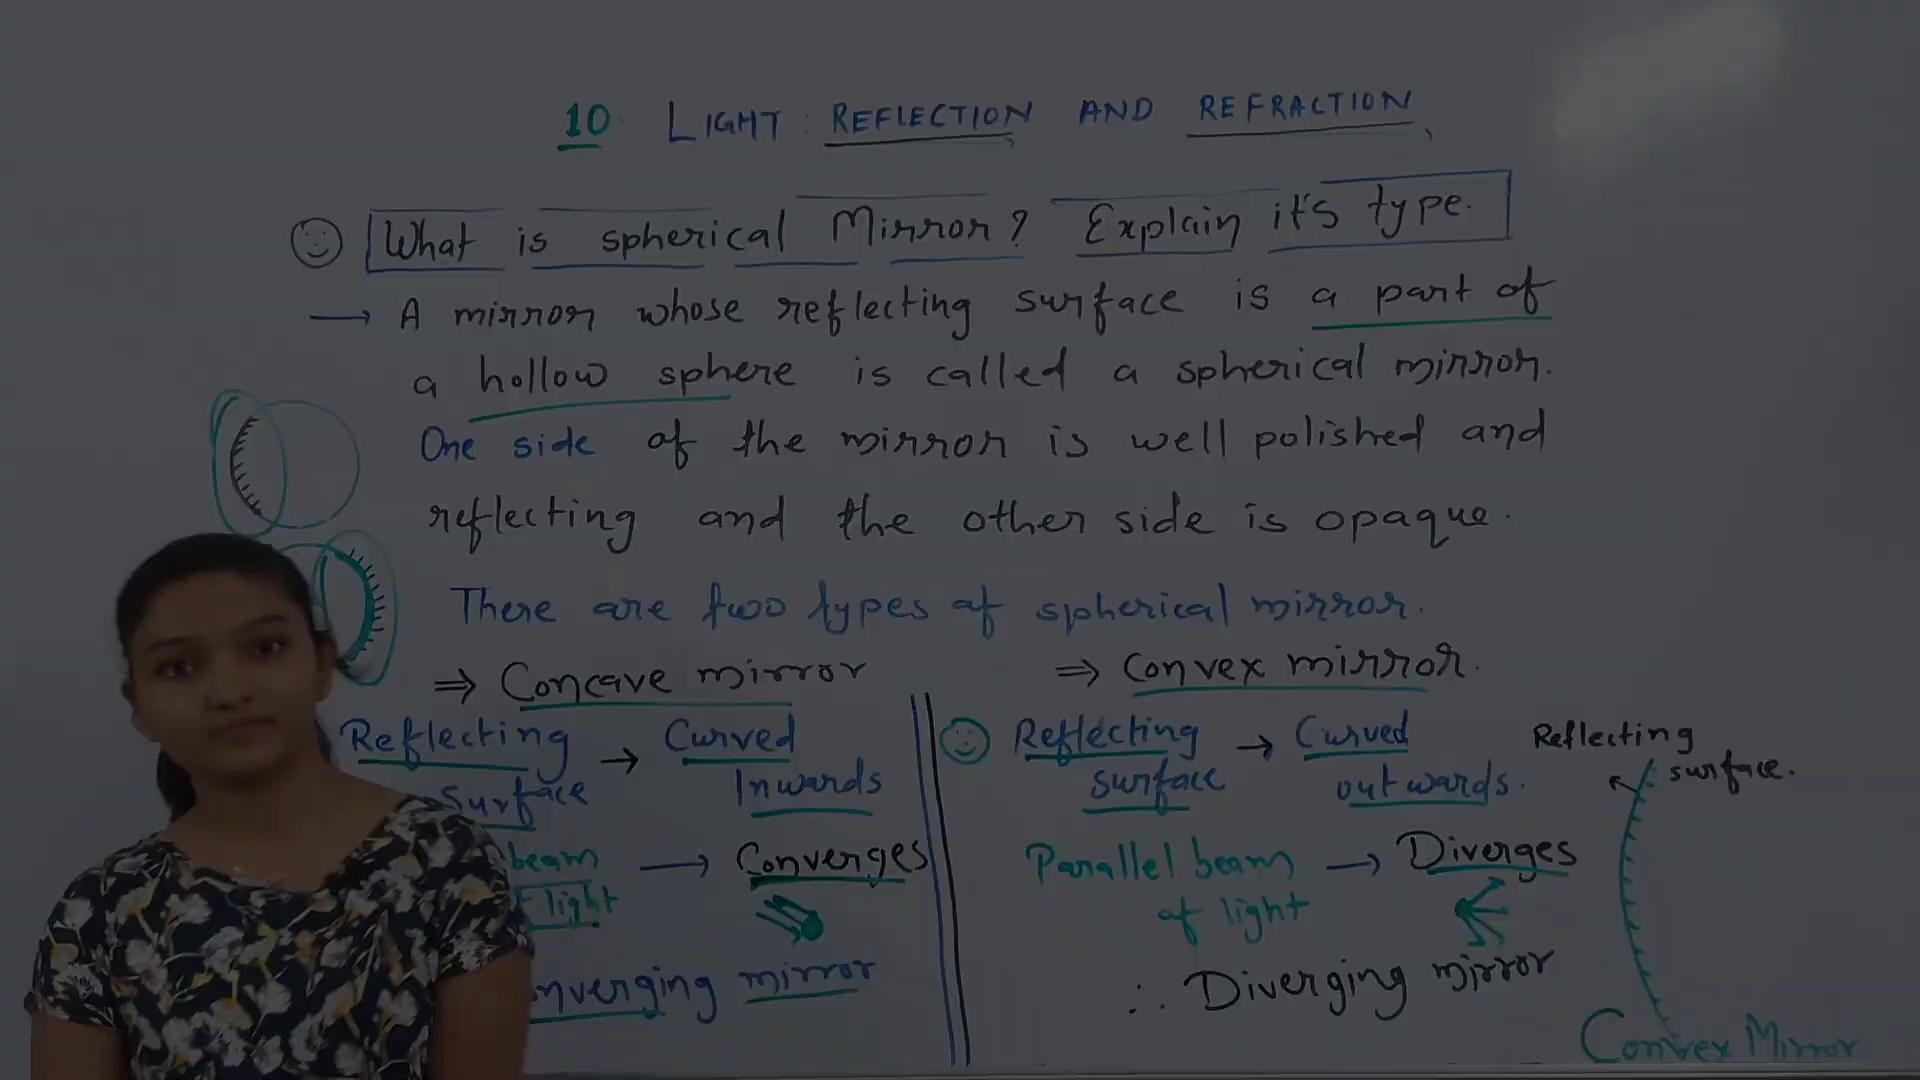 10 LIGHT : REFLECTION AND REFRACTION
What is spherical Mirror? Explain it's type.
→ A mirror whose reflecting surface is a part of
a hollow sphere is called a spherical mirror.
One side of the mirror is well polished and
reflecting and the other side is opaque.
There are two types of spherical mirror.
⇒ Concave mirror
Reflecting surface → Curved Inwards
beam
light → Converges
nverging mirror
⇒ Convex mirror.
Reflecting surface → Curved outwards.
Parallel beam of light → Diverges
∴ Diverging mirror
Reflecting
surface.
Convex Mirror